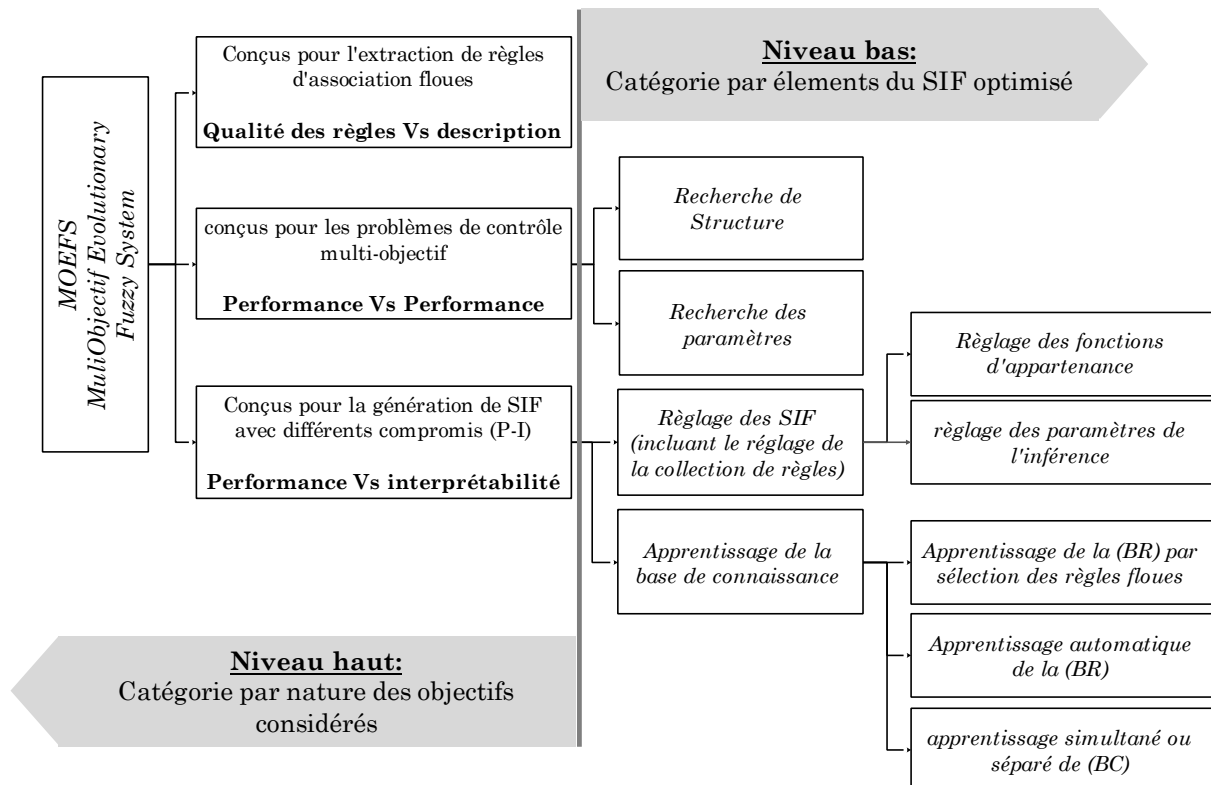 MOEFS
MuliObjectif Evolutionary
Fuzzy System
Conçus pour l'extraction de règles
d'association floues
Qualité des règles Vs description
conçus pour les problèmes de contrôle
multi-objectif
Performance Vs Performance
Conçus pour la génération de SIF
avec différents compromis (P-I)
Performance Vs interprétabilité
Niveau haut:
Catégorie par nature des objectifs
considérés
Niveau bas:
Catégorie par élements du SIF optimisé
Recherche de
Structure
Recherche des
paramètres
Règlage des SIF
(incluant le réglage de
la collection de règles)
Apprentissage de la
base de connaissance
Règlage des fonctions
d'appartenance
règlage des paramètres de
l'inférence
Apprentissage de la (BR) par
sélection des règles floues
Apprentissage automatique
de la (BR)
apprentissage simultané ou
séparé de (BC)